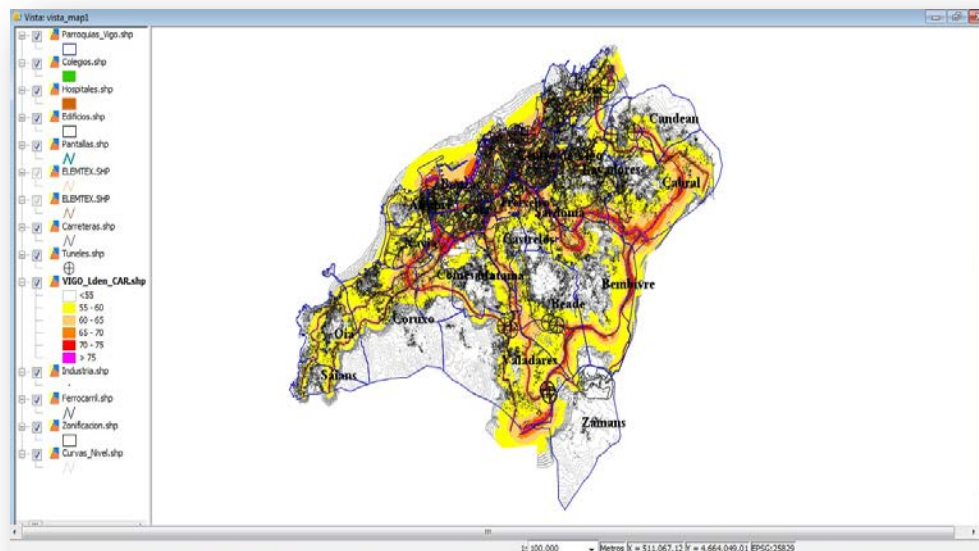 Vista: vista_map1
Parroquias_Vigo.shp
Colegios.shp
Hospitales.shp
Edificios.shp
Pantallas.shp
ELEMTEX.SHP
ELEMTEX.SHP
Carreteras.shp
Tuneles.shp
VIGO_Lden_CAR.shp
<55
55 - 60
60 - 65
65 - 70
70 - 75
> 75
Industria.shp
Ferrocarril.shp
Zonificacion.shp
Curvas_Nivel.shp
Candean
Cabral
Castrelos
Bembrive
Beade
Coruxo
Oia
Valadares
Saians
Zamans
1: 100.000
Metros
X = 511.067,12
Y = 4.664.049,01
EPSG:25829